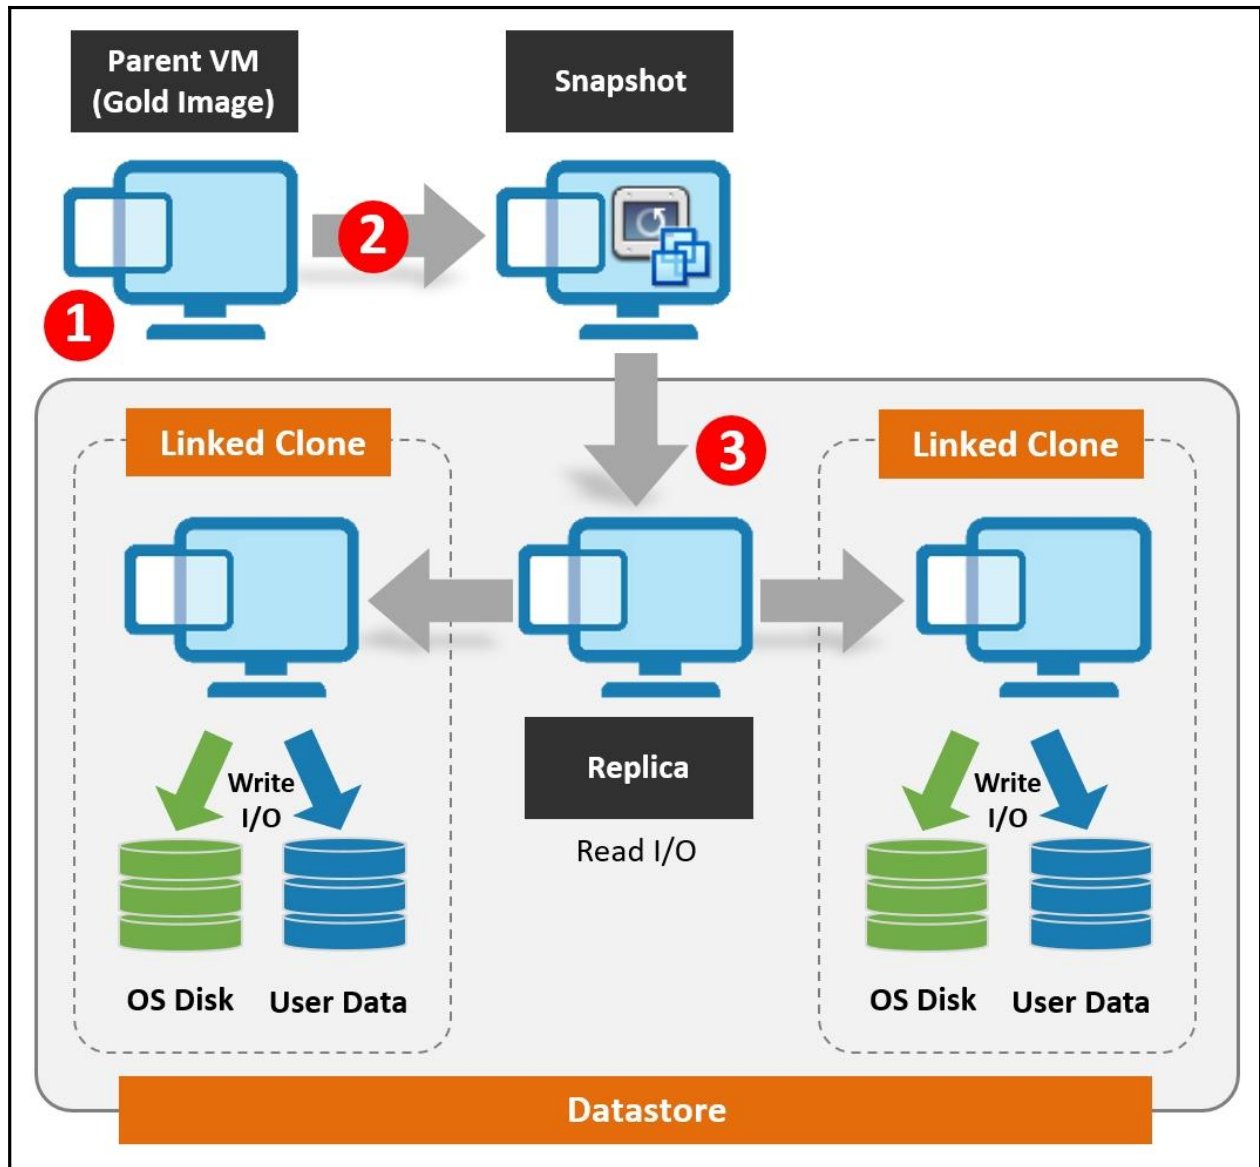 Parent VM
(Gold Image)
Snapshot
2
1
Linked Clone
3
Linked Clone
Replica
Read I/O
Write
I/O
Write
I/O
OS Disk
User Data
OS Disk
User Data
Datastore